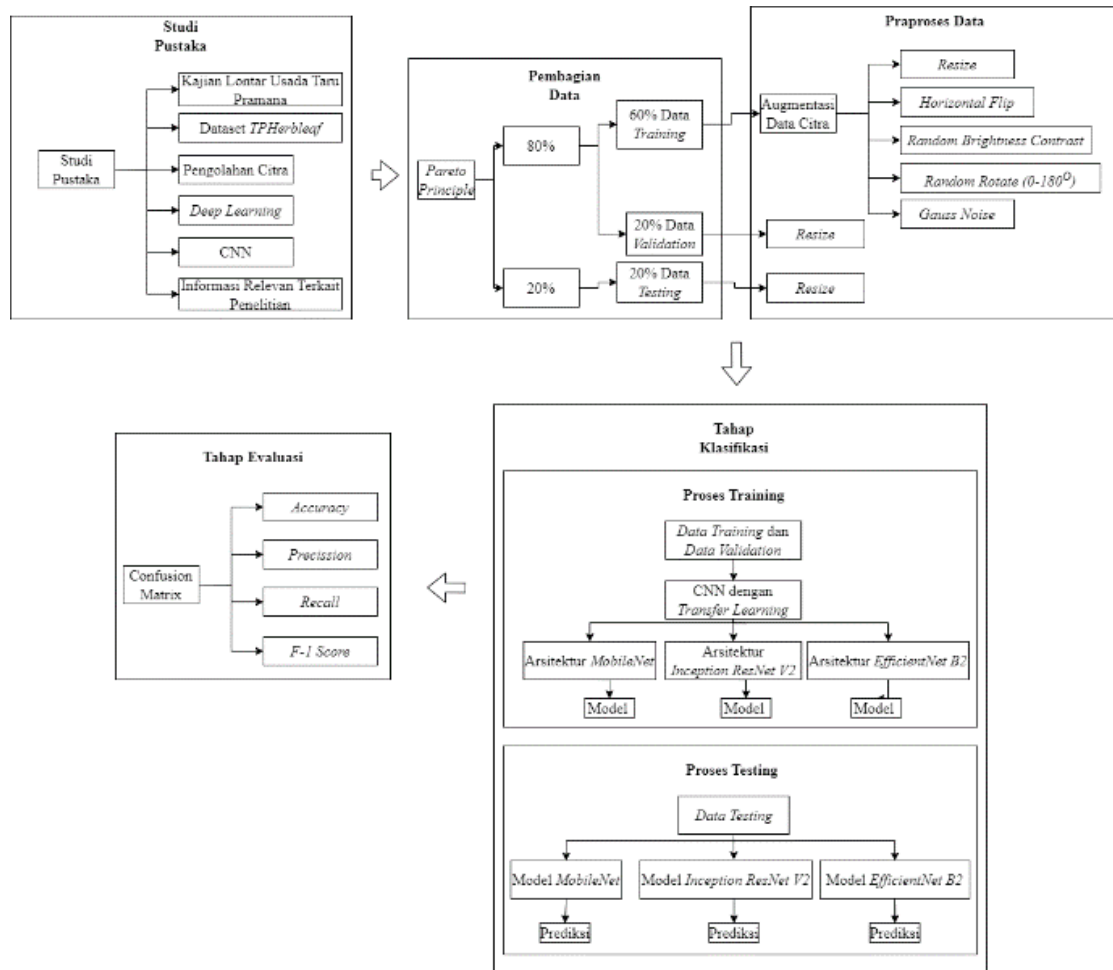 Studi
Pustaka
Studi
Pustaka
Kajian Lontar Usada Taru
Pramana
Dataset TPHerbleaf
Pengolahan Citra
Deep Learning
CNN
Informasi Relevan Terkait
Penelitian
Pembagian
Data
Pareto
Principle
80%
20%
60% Data
Training
20% Data
Validation
20% Data
Testing
Praproses Data
Augmentasi
Data Citra
Resize
Horizontal Flip
Random Brightness Contrast
Random Rotate (0-180O)
Gauss Noise
Resize
Resize
Tahap
Klasifikasi
Proses Training
Data Training dan
Data Validation
CNN dengan
Transfer Learning
Arsitektur MobileNet
Arsitektur
Inception ResNet V2
Arsitektur EfficientNet B2
Model
Model
Model
Proses Testing
Data Testing
Model MobileNet
Model Inception ResNet V2
Model EfficientNet B2
Prediksi
Prediksi
Prediksi
Tahap Evaluasi
Confusion
Matrix
Accuracy
Precission
Recall
F-1 Score